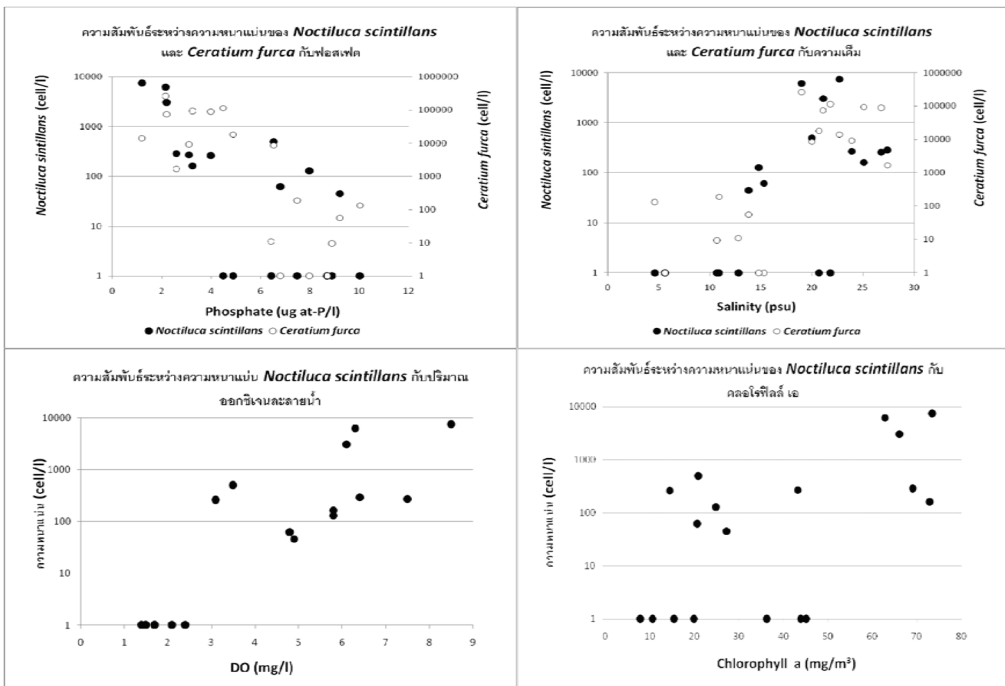 ความสัมพันธ์ระหว่างความหนาแน่นของ Noctiluca scintillans
และ Ceratium furca กับฟอสเฟต
Noctiluca sintillans (cell/l)
10000
1000
100
10
1
1000000
100000
10000
1000
100
10
1
Ceratium furca (cell/l)
0 2 4 6 8 10 12
Phosphate (ug at-P/l)
Noctiluca scintillans Ceratium furca
ความสัมพันธ์ระหว่างความหนาแน่นของ Noctiluca scintillans
และ Ceratium furca กับความเค็ม
Noctiluca sintillans (cell/l)
10000
1000
100
10
1
1000000
100000
10000
1000
100
10
1
Ceratium furca (cell/l)
0 5 10 15 20 25 30
Salinity (psu)
Noctiluca scintillans Ceratium furca
ความสัมพันธ์ระหว่างความหนาแน่น Noctiluca scintillans กับปริมาณ
ออกซิเจนละลายน้ำ
ความหนาแน่น (cell/l)
10000
1000
100
10
1
0 1 2 3 4 5 6 7 8 9
DO (mg/l)
ความสัมพันธ์ระหว่างความหนาแน่นของ Noctiluca scintillans กับ
คลอโรฟิลล์ เอ
ความหนาแน่น (cell/l)
10000
1000
100
10
1
0 10 20 30 40 50 60 70 80
Chlorophyll a (mg/m³)